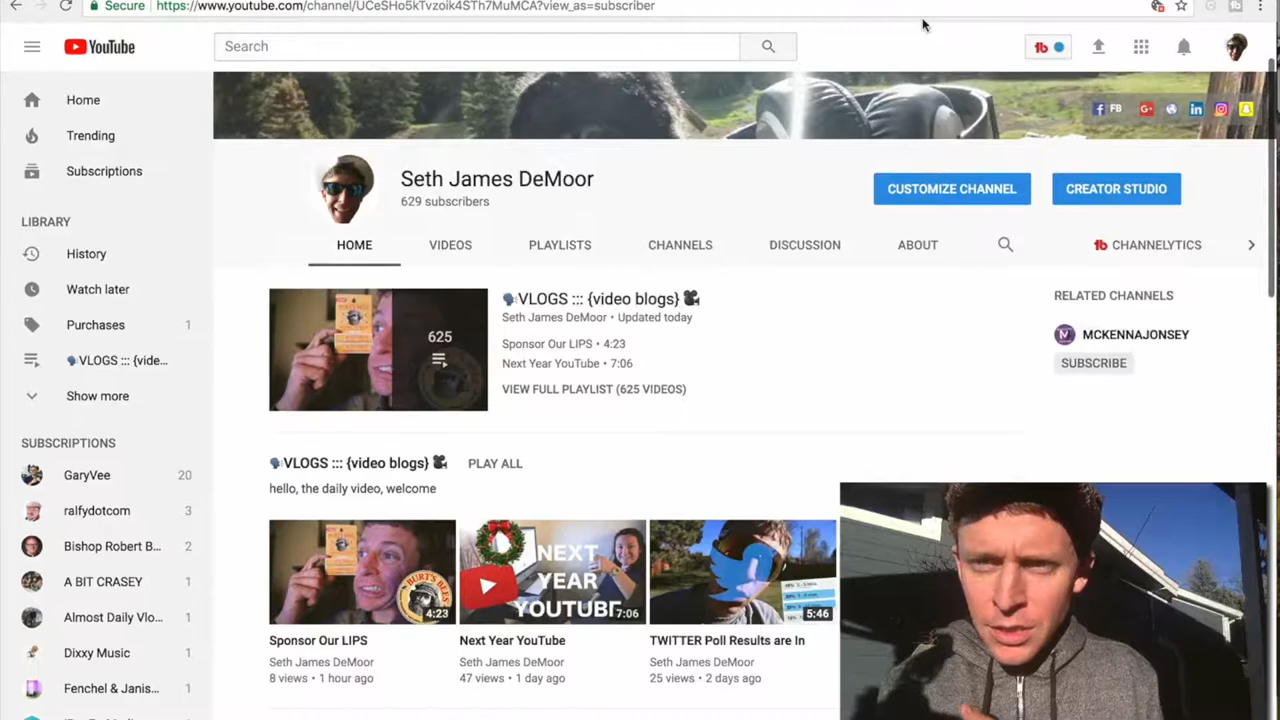 Secure https://www.youtube.com/channel/UCeSHo5kTvzoik4STh7MuMCA?view_as=subscriber
YouTube
Search
tb
Home
Trending
Subscriptions
LIBRARY
History
Watch later
Purchases 1
VLOGS ::: {vide...
Show more
SUBSCRIPTIONS
GaryVee 20
ralfydotcom 3
Bishop Robert B... 2
A BIT CRASEY 1
Almost Daily Vlo... 1
Dixxy Music 1
Fenchel & Janis... 1
FB
G+
in
Seth James DeMoor
629 subscribers
CUSTOMIZE CHANNEL
CREATOR STUDIO
HOME VIDEOS PLAYLISTS CHANNELS DISCUSSION ABOUT tb CHANNELYTICS
625
VLOGS ::: {video blogs}
Seth James DeMoor • Updated today
Sponsor Our LIPS • 4:23
Next Year YouTube • 7:06
VIEW FULL PLAYLIST (625 VIDEOS)
RELATED CHANNELS
MCKENNAJONSEY
SUBSCRIBE
VLOGS ::: {video blogs} PLAY ALL
hello, the daily video, welcome
BURT'S BEES
4:23
NEXT
YEAR
YOUTUBE
7:06
5:46
Sponsor Our LIPS
Seth James DeMoor
8 views • 1 hour ago
Next Year YouTube
Seth James DeMoor
47 views • 1 day ago
TWITTER Poll Results are In
Seth James DeMoor
25 views • 2 days ago